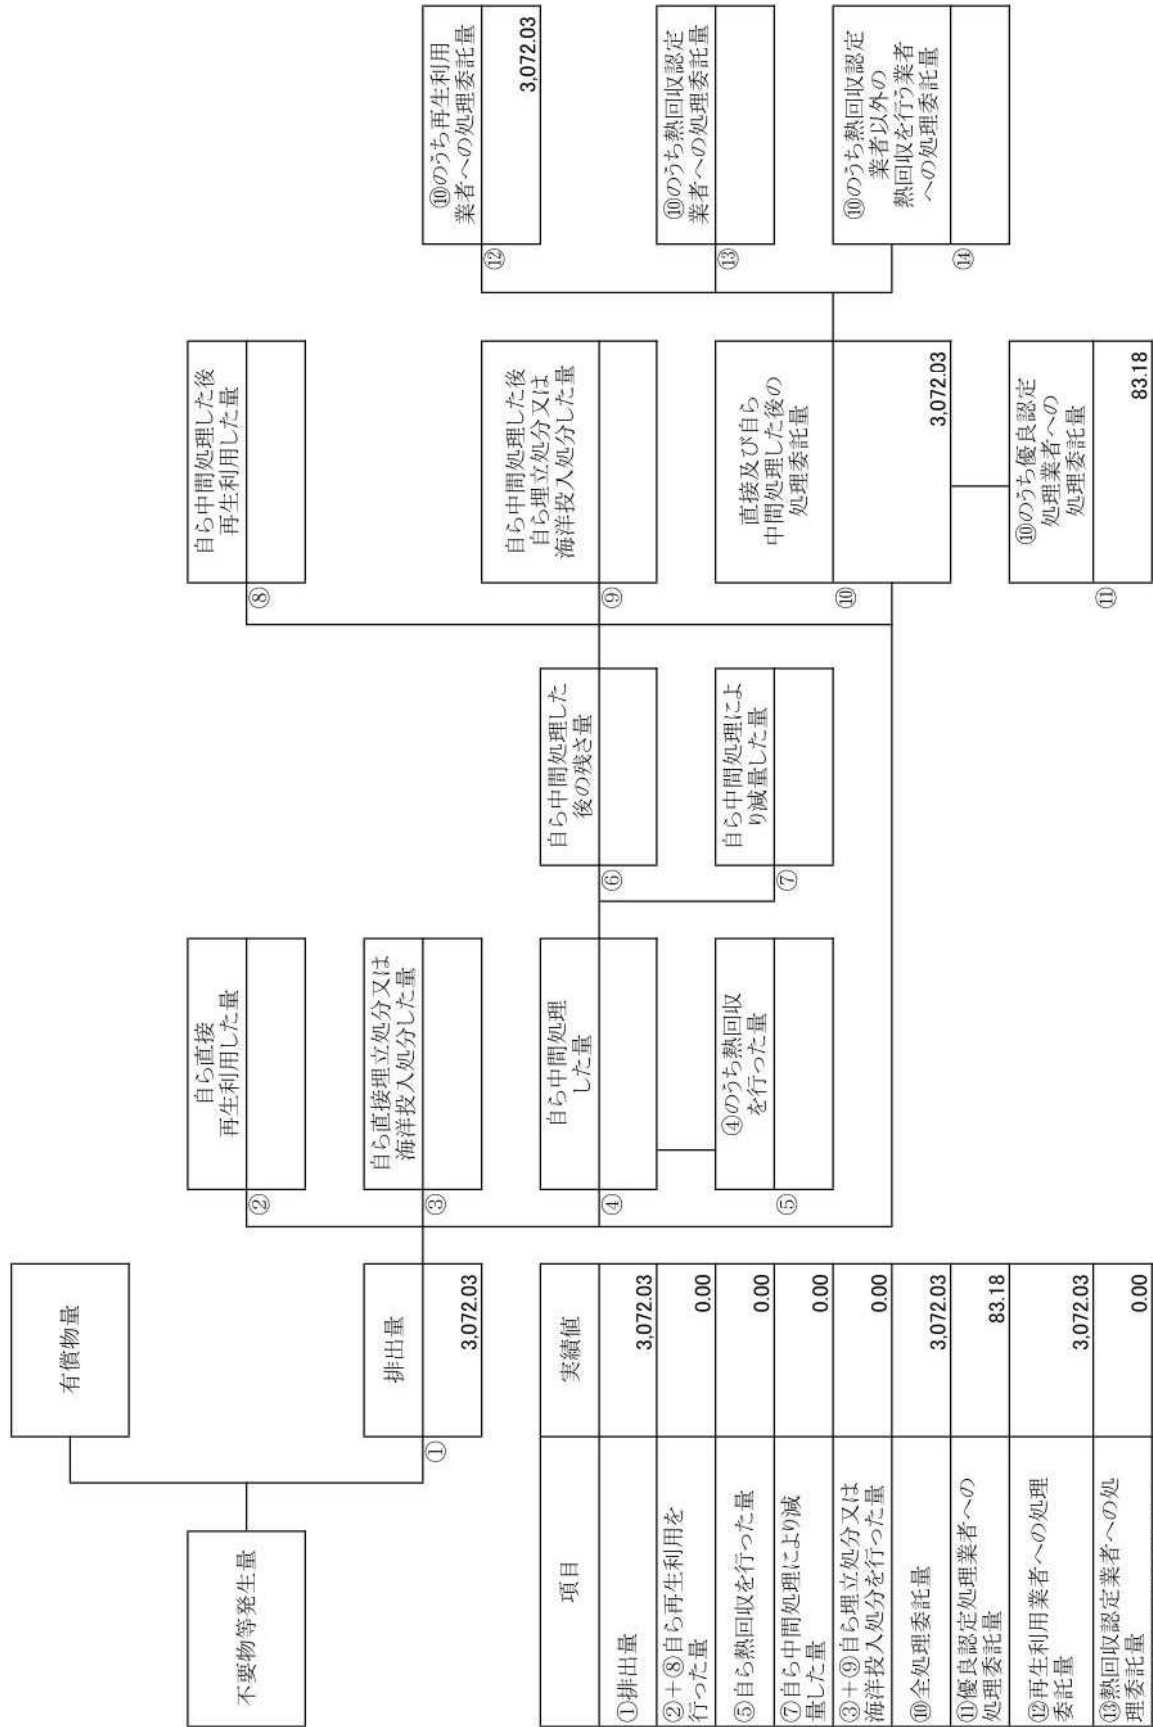 不要物等発生量
有償物量
①
排出量
3,072.03
②
自ら直接
再生利用した量
③
自ら直接埋立処分又は
海洋投入処分した量
④
自ら中間処理
した量
⑤
④のうち熱回収
を行った量
⑥
自ら中間処理した
後の残さ量
⑦
自ら中間処理によ
り減量した量
⑧
自ら中間処理した後
再生利用した量
⑨
自ら中間処理した後
自ら埋立処分又は
海洋投入処分した量
⑩
直接及び自ら
中間処理した後の
処理委託量
3,072.03
⑪
⑩のうち優良認定
処理業者への
処理委託量
83.18
⑫
⑩のうち再生利用
業者への処理委託量
3,072.03
⑬
⑩のうち熱回収認定
業者への処理委託量
⑭
⑩のうち熱回収認定
業者以外の
熱回収を行う業者
への処理委託量
項目 実績値
①排出量 3,072.03
②+⑧自ら再生利用を
行った量 0.00
⑤自ら熱回収を行った量 0.00
⑦自ら中間処理により減
量した量 0.00
③+⑨自ら埋立処分又は
海洋投入処分を行った量 0.00
⑩全処理委託量 3,072.03
⑪優良認定処理業者への
処理委託量 83.18
⑫再生利用業者への処理
委託量 3,072.03
⑬熱回収認定業者への処
理委託量 0.00